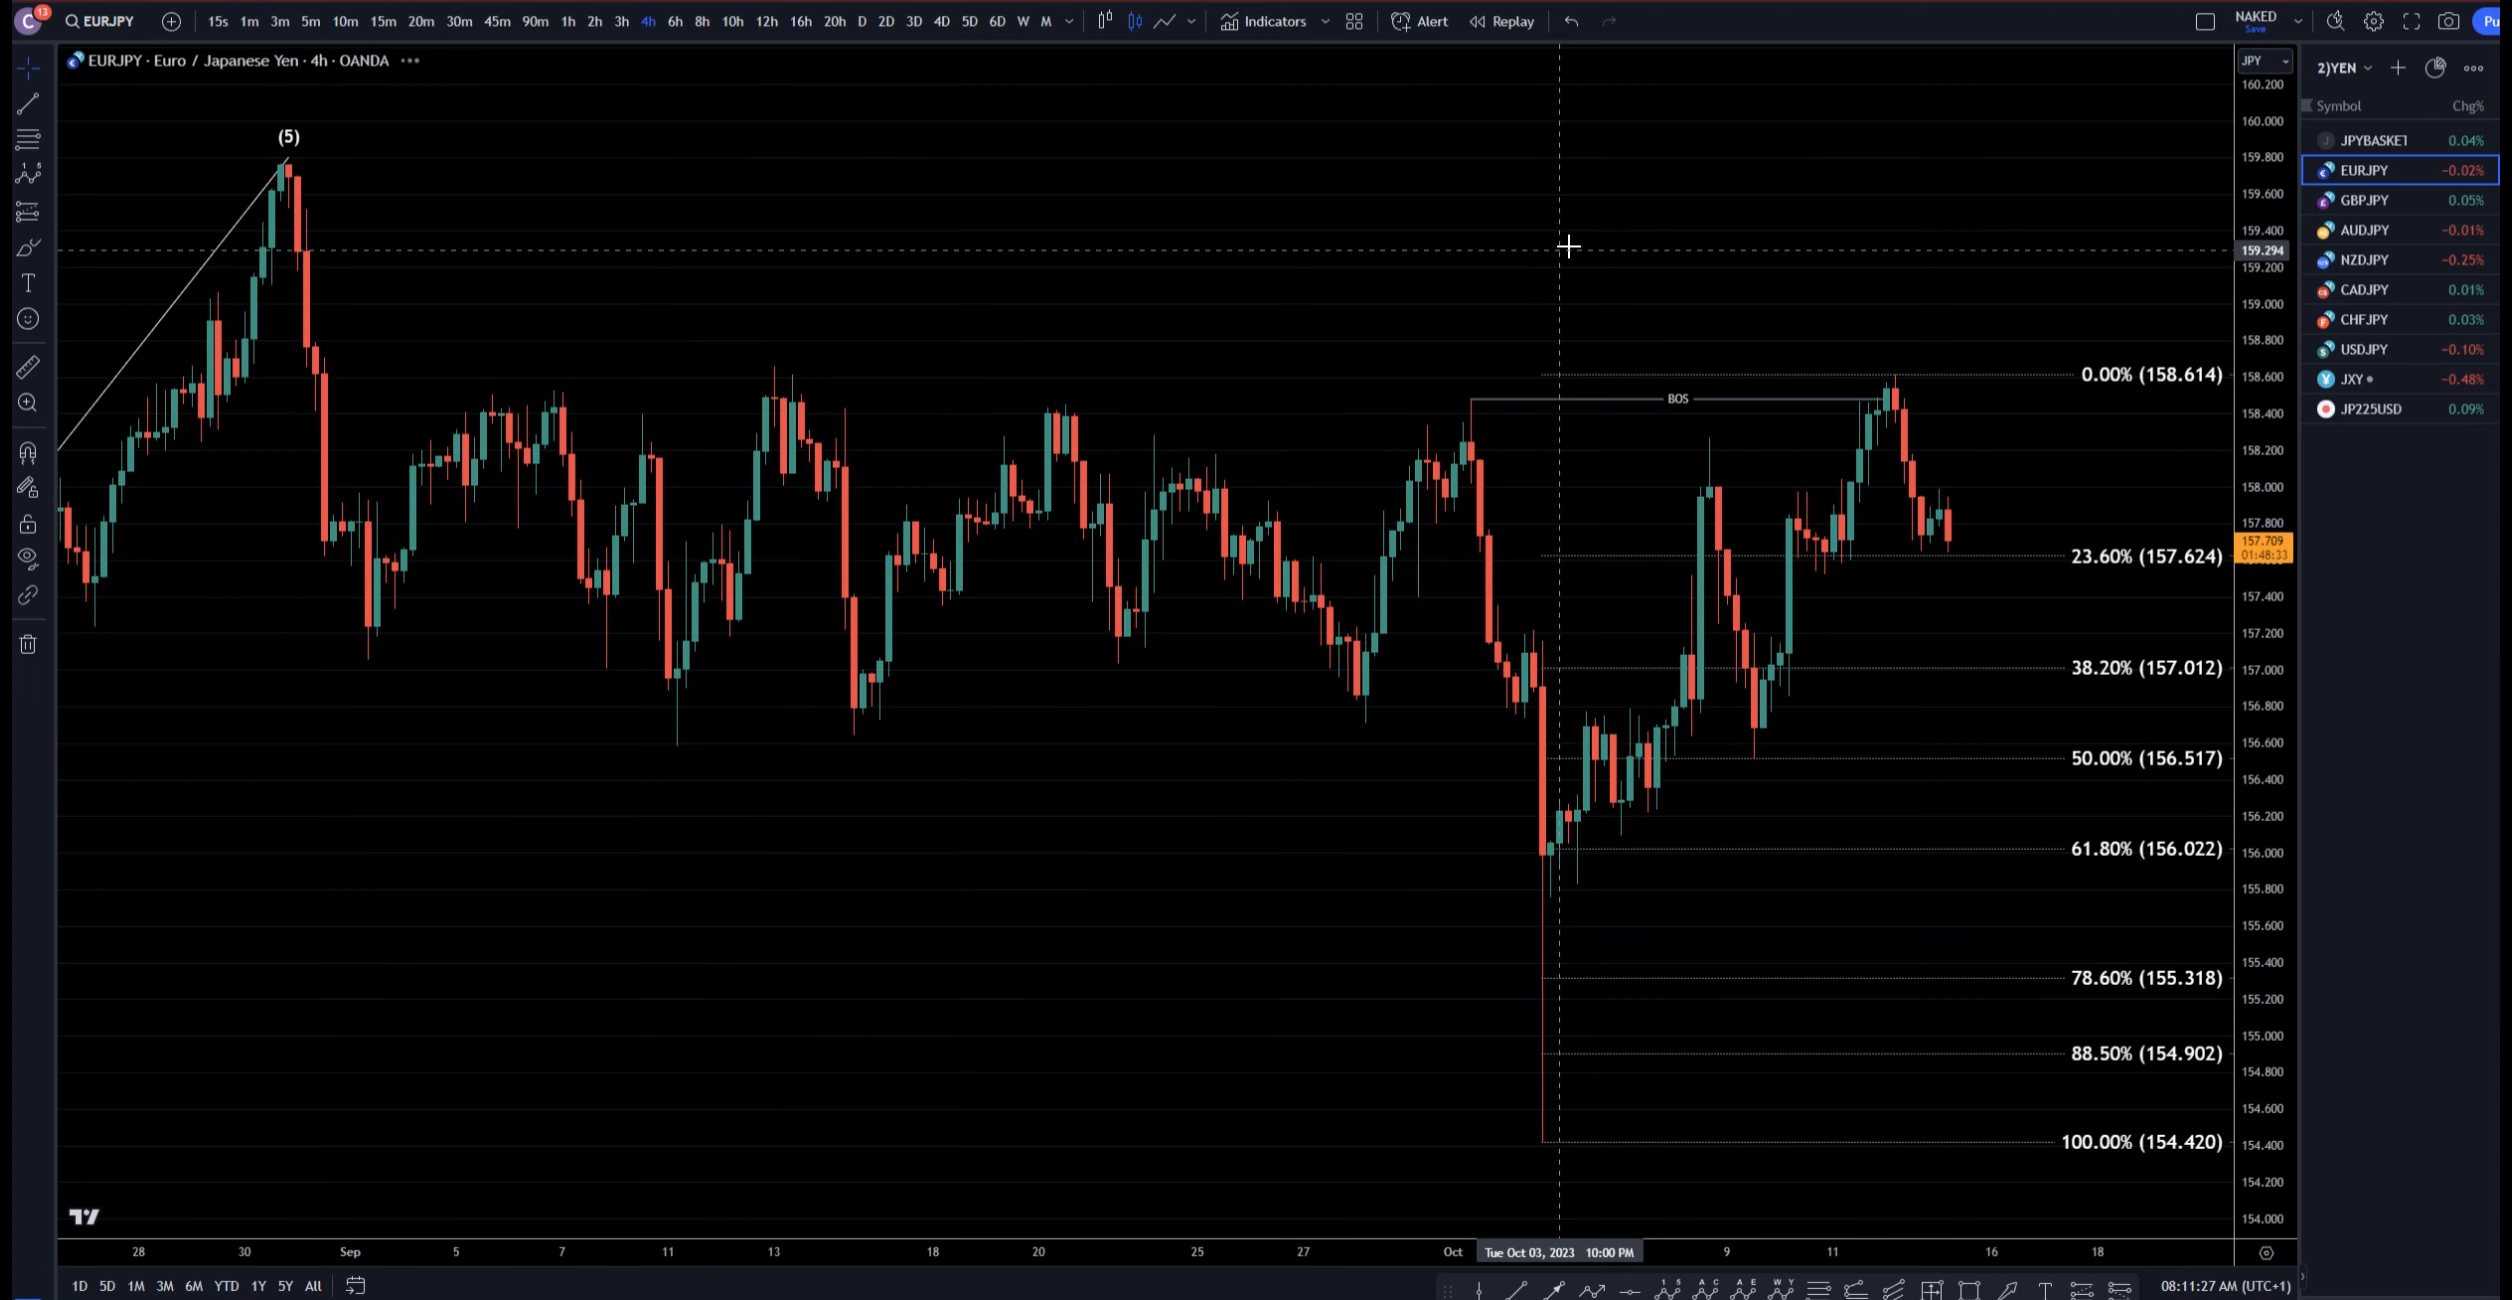 C 13 EURJPY 15s 1m 3m 5m 10m 15m 20m 30m 45m 90m 1h 2h 3h 4h 6h 8h 10h 12h 16h 20h D 2D 3D 4D 5D 6D W M Indicators Alert Replay NAKED Pu
Save
EURJPY · Euro / Japanese Yen · 4h · OANDA
JPY
2)YEN
Symbol Chg%
JPYBASKET 0.04%
EURJPY −0.02%
GBPJPY 0.05%
AUDJPY −0.01%
NZDJPY −0.25%
CADJPY 0.01%
CHFJPY 0.03%
USDJPY −0.10%
JXY −0.48%
JP225USD 0.09%
(5)
BOS
0.00% (158.614)
23.60% (157.624)
38.20% (157.012)
50.00% (156.517)
61.80% (156.022)
78.60% (155.318)
88.50% (154.902)
100.00% (154.420)
160.200
160.000
159.800
159.600
159.400
159.294
159.200
159.000
158.800
158.600
158.400
158.200
158.000
157.800
157.709
01:48:33
157.400
157.200
157.000
156.800
156.600
156.400
156.200
156.000
155.800
155.600
155.400
155.200
155.000
154.800
154.600
154.400
154.200
154.000
28 30 Sep 5 7 11 13 18 20 25 27 Oct Tue Oct 03, 2023 10:00 PM 9 11 16 18
1D 5D 1M 3M 6M YTD 1Y 5Y All
08:11:27 AM (UTC+1)